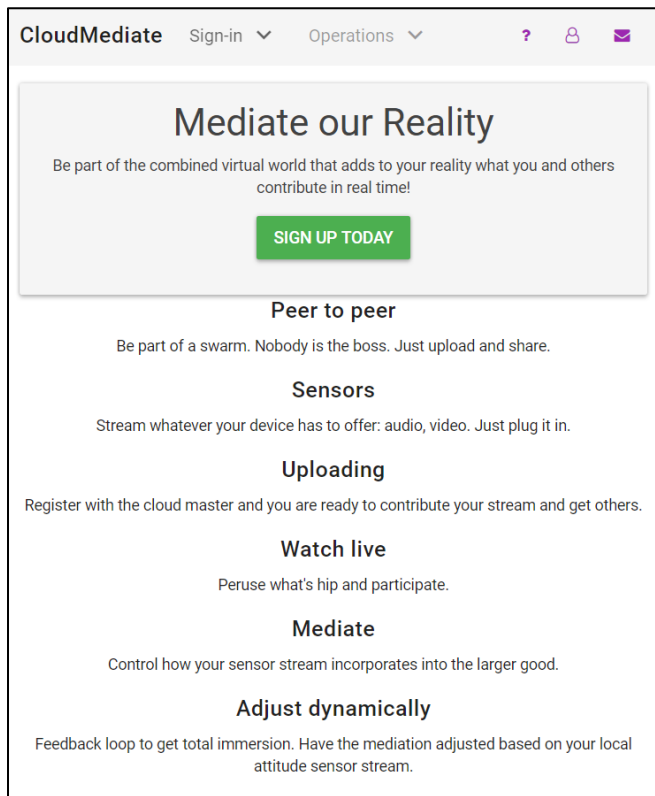 CloudMediate Sign-in Operations ?
Mediate our Reality
Be part of the combined virtual world that adds to your reality what you and others
contribute in real time!
SIGN UP TODAY
Peer to peer
Be part of a swarm. Nobody is the boss. Just upload and share.
Sensors
Stream whatever your device has to offer: audio, video. Just plug it in.
Uploading
Register with the cloud master and you are ready to contribute your stream and get others.
Watch live
Peruse what's hip and participate.
Mediate
Control how your sensor stream incorporates into the larger good.
Adjust dynamically
Feedback loop to get total immersion. Have the mediation adjusted based on your local
attitude sensor stream.